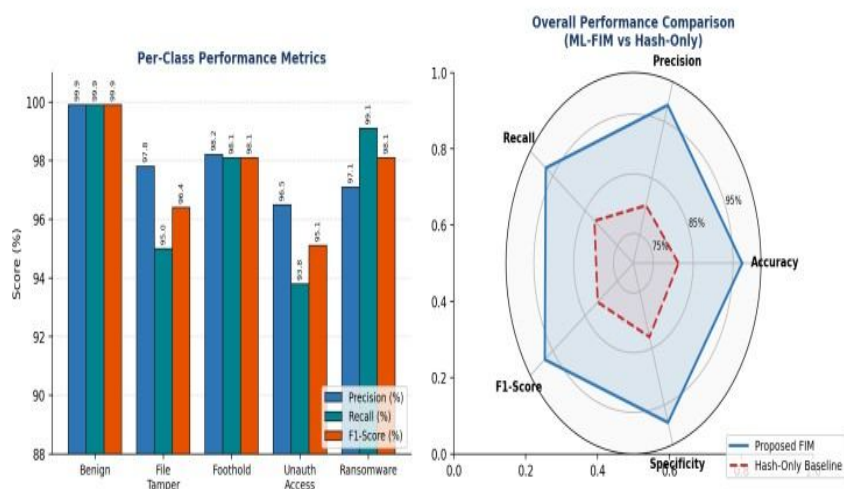 Per-Class Performance Metrics
Score (%)
100
98
96
94
92
90
88
99.9
99.9
99.9
97.8
95.0
96.4
98.2
98.1
98.1
96.5
93.8
95.1
97.1
99.1
98.1
Precision (%)
Recall (%)
F1-Score (%)
Benign
File
Tamper
Foothold
Unauth
Access
Ransomware
Overall Performance Comparison
(ML-FIM vs Hash-Only)
1.0
0.8
0.6
0.4
0.2
0.0
Precision
Recall
95%
85%
75%
Accuracy
F1-Score
Specificity
Proposed FIM
Hash-Only Baseline
0.0
0.2
0.4
0.6